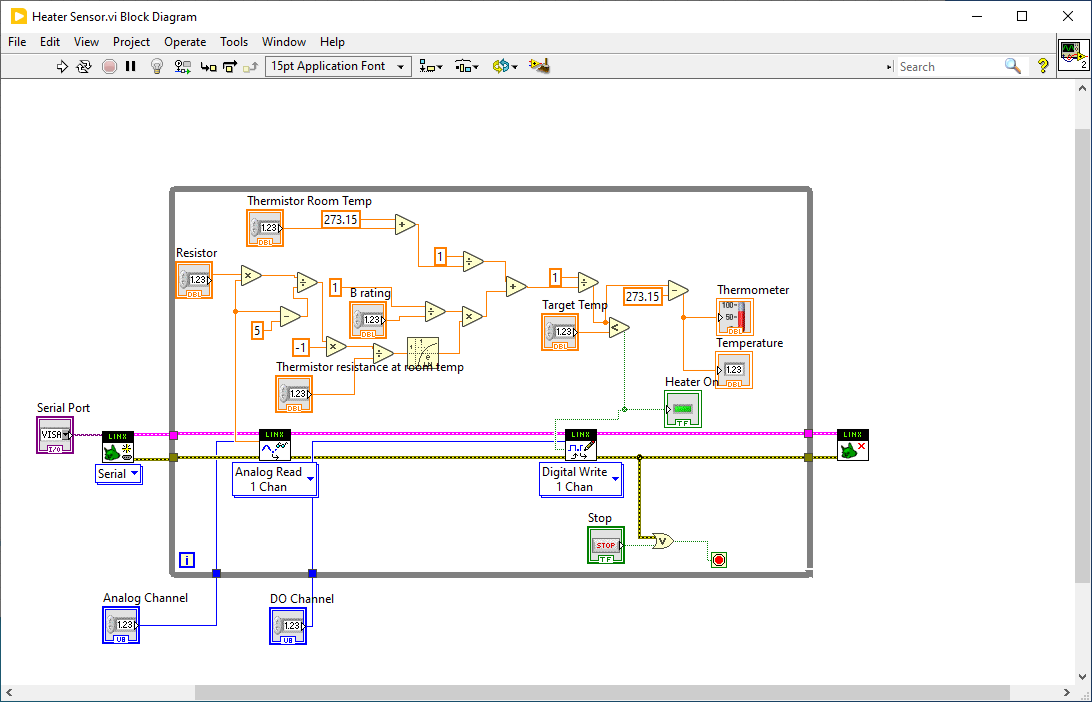 Heater Sensor.vi Block Diagram
File Edit View Project Operate Tools Window Help
15pt Application Font
Search
?
2
Thermistor Room Temp
1.23
DBL
273.15
+
Resistor
1.23
DBL
×
÷
1
÷
1
B rating
1.23
DBL
÷
×
+
1
÷
273.15
−
5
−
-1
×
÷
1 1
e
LN
Target Temp
1.23
DBL
<
Thermometer
100
50
DBL
Temperature
1.23
DBL
Thermistor resistance at room temp
1.23
DBL
Heater On
TF
Serial Port
VISA
I/O
LINX
Serial
LINX
Analog Read
1 Chan
LINX
Digital Write
1 Chan
LINX
Stop
STOP
TF
V
i
Analog Channel
1.23
U8
DO Channel
1.23
U8